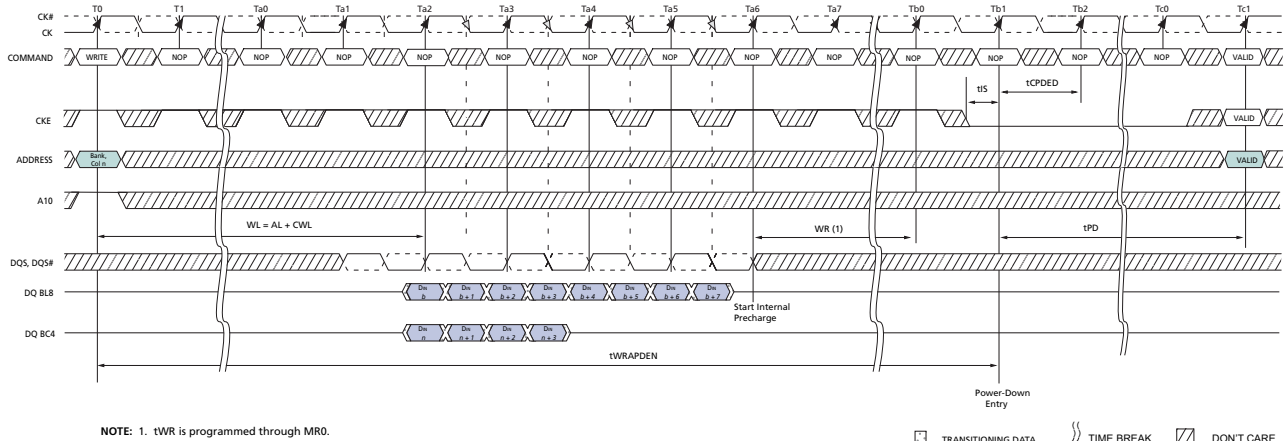 T0 T1 Ta0 Ta1 Ta2 Ta3 Ta4 Ta5 Ta6 Ta7 Tb0 Tb1 Tb2 Tc0 Tc1
CK#
CK
COMMAND WRITE NOP NOP NOP NOP NOP NOP NOP NOP NOP NOP NOP NOP NOP VALID
tIS tCPDED
CKE VALID
ADDRESS Bank, Col n VALID
A10
WL = AL + CWL WR (1) tPD
DQS, DQS#
DQ BL8 DIN b DIN b + 1 DIN b + 2 DIN b + 3 DIN b + 4 DIN b + 5 DIN b + 6 DIN b + 7
Start Internal
Precharge
DQ BC4 DIN n DIN n + 1 DIN n + 2 DIN n + 3
tWRAPDEN
Power-Down
Entry
NOTE: 1. tWR is programmed through MR0.
TRANSITIONING DATA TIME BREAK DON'T CARE